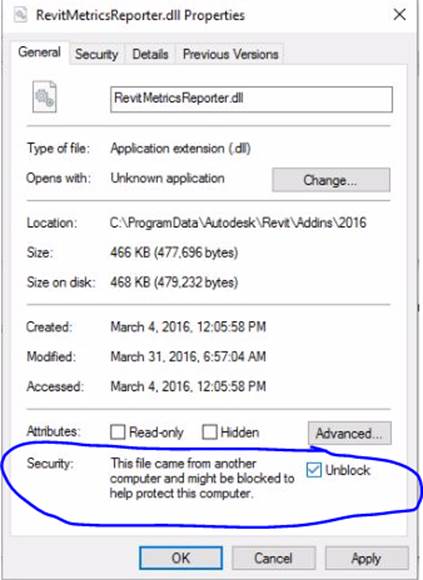 RevitMetricsReporter.dll Properties
General Security Details Previous Versions
RevitMetricsReporter.dll
Type of file: Application extension (.dll)
Opens with: Unknown application Change...
Location: C:\ProgramData\Autodesk\Revit\Addins\2016
Size: 466 KB (477,696 bytes)
Size on disk: 468 KB (479,232 bytes)
Created: March 4, 2016, 12:05:58 PM
Modified: March 31, 2016, 6:57:04 AM
Accessed: March 4, 2016, 12:05:58 PM
Attributes: Read-only Hidden Advanced...
Security: This file came from another Unblock
computer and might be blocked to
help protect this computer.
OK Cancel Apply